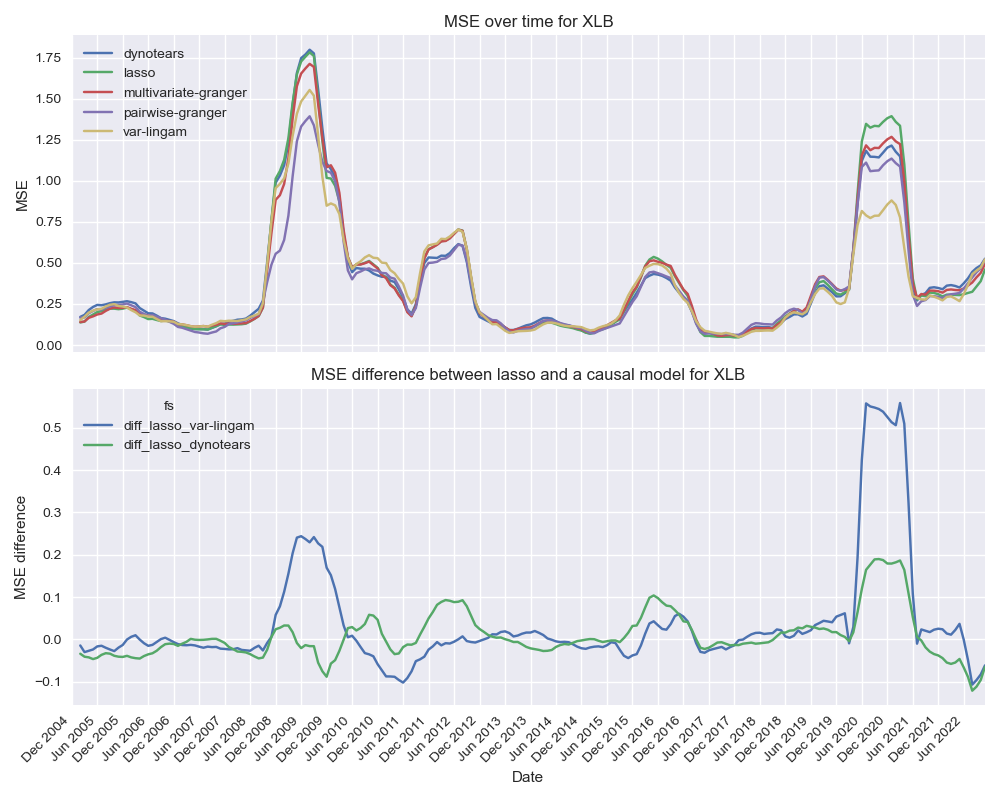 MSE over time for XLB
MSE
1.75
1.50
1.25
1.00
0.75
0.50
0.25
0.00
dynotears
lasso
multivariate-granger
pairwise-granger
var-lingam
MSE difference between lasso and a causal model for XLB
MSE difference
0.5
0.4
0.3
0.2
0.1
0.0
−0.1
fs
diff_lasso_var-lingam
diff_lasso_dynotears
Dec 2004
Jun 2005
Dec 2005
Jun 2006
Dec 2006
Jun 2007
Dec 2007
Jun 2008
Dec 2008
Jun 2009
Dec 2009
Jun 2010
Dec 2010
Jun 2011
Dec 2011
Jun 2012
Dec 2012
Jun 2013
Dec 2013
Jun 2014
Dec 2014
Jun 2015
Dec 2015
Jun 2016
Dec 2016
Jun 2017
Dec 2017
Jun 2018
Dec 2018
Jun 2019
Dec 2019
Jun 2020
Dec 2020
Jun 2021
Dec 2021
Jun 2022
Date